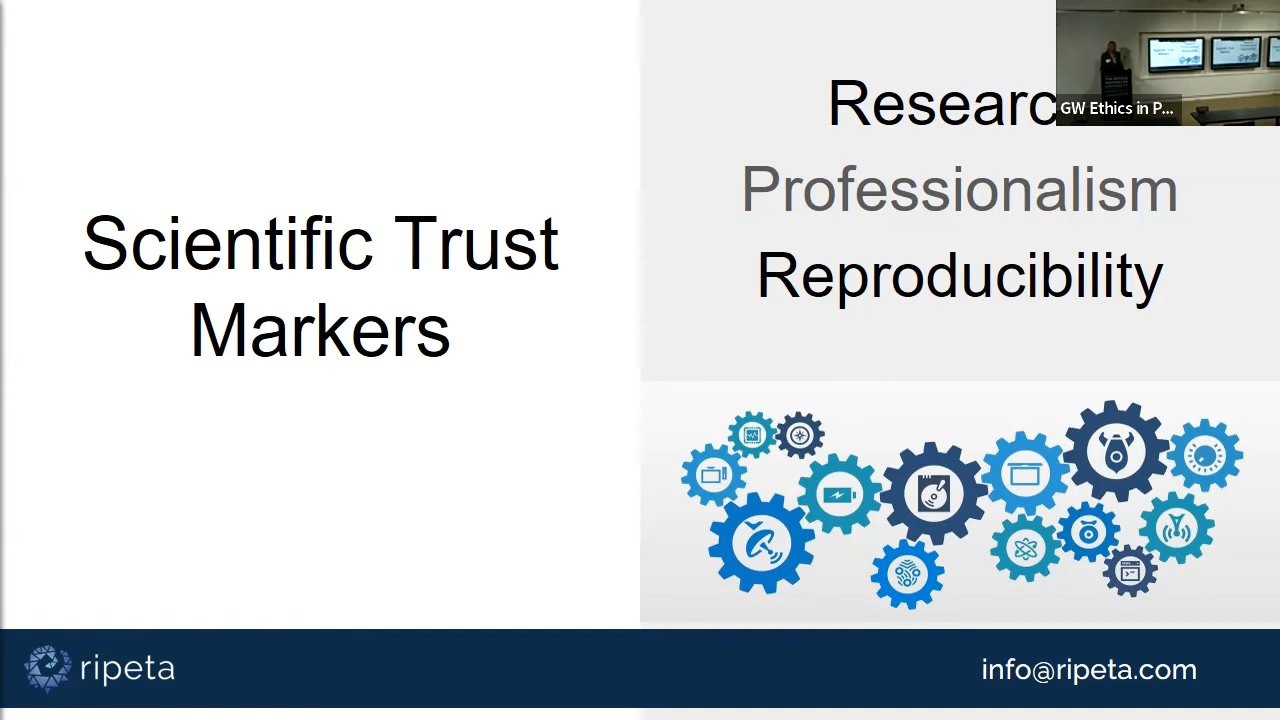 Scientific Trust
Markers
Researc
Professionalism
Reproducibility
GW Ethics in P...
ripeta
info@ripeta.com